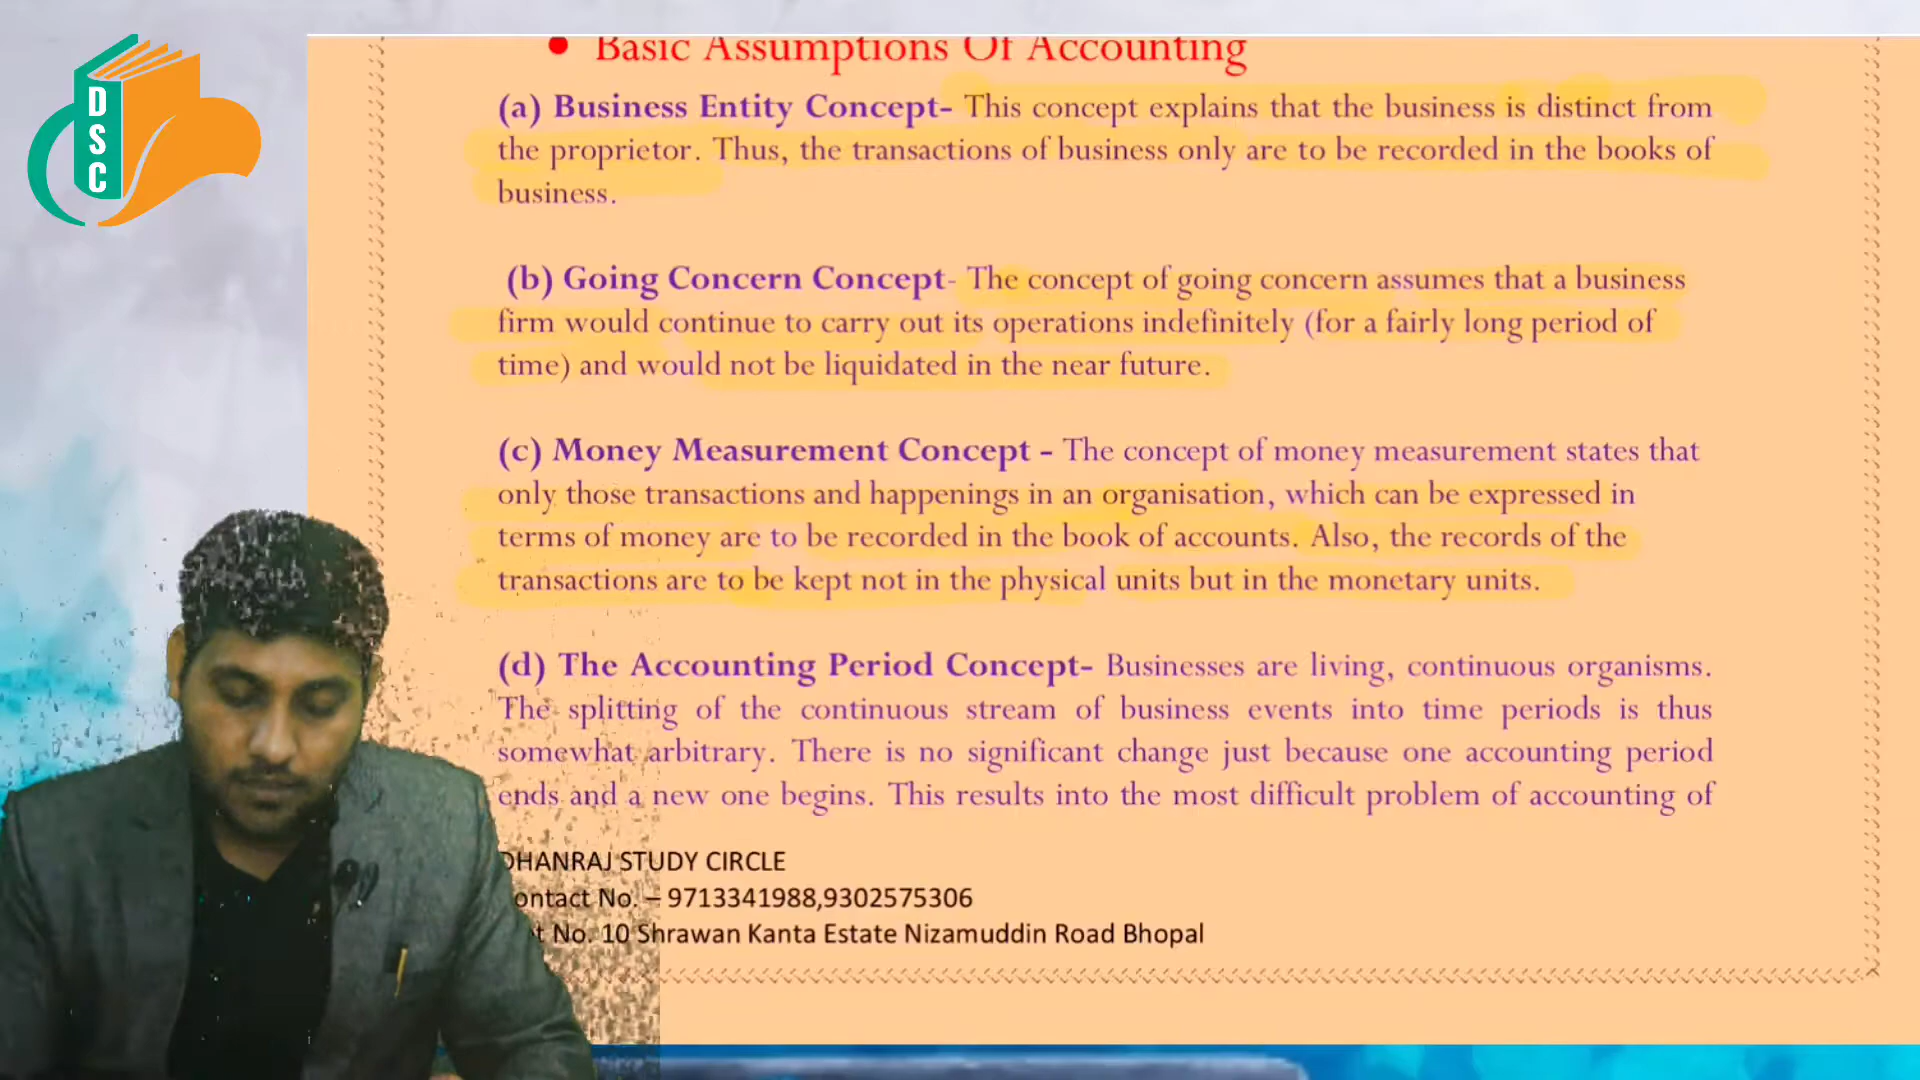 DSC
• Basic Assumptions Of Accounting
(a) Business Entity Concept- This concept explains that the business is distinct from
the proprietor. Thus, the transactions of business only are to be recorded in the books of
business.
(b) Going Concern Concept- The concept of going concern assumes that a business
firm would continue to carry out its operations indefinitely (for a fairly long period of
time) and would not be liquidated in the near future.
(c) Money Measurement Concept - The concept of money measurement states that
only those transactions and happenings in an organisation, which can be expressed in
terms of money are to be recorded in the book of accounts. Also, the records of the
transactions are to be kept not in the physical units but in the monetary units.
(d) The Accounting Period Concept- Businesses are living, continuous organisms.
The splitting of the continuous stream of business events into time periods is thus
somewhat arbitrary. There is no significant change just because one accounting period
ends and a new one begins. This results into the most difficult problem of accounting of
DHANRAJ STUDY CIRCLE
ontact No. – 9713341988,9302575306
No. 10 Shrawan Kanta Estate Nizamuddin Road Bhopal